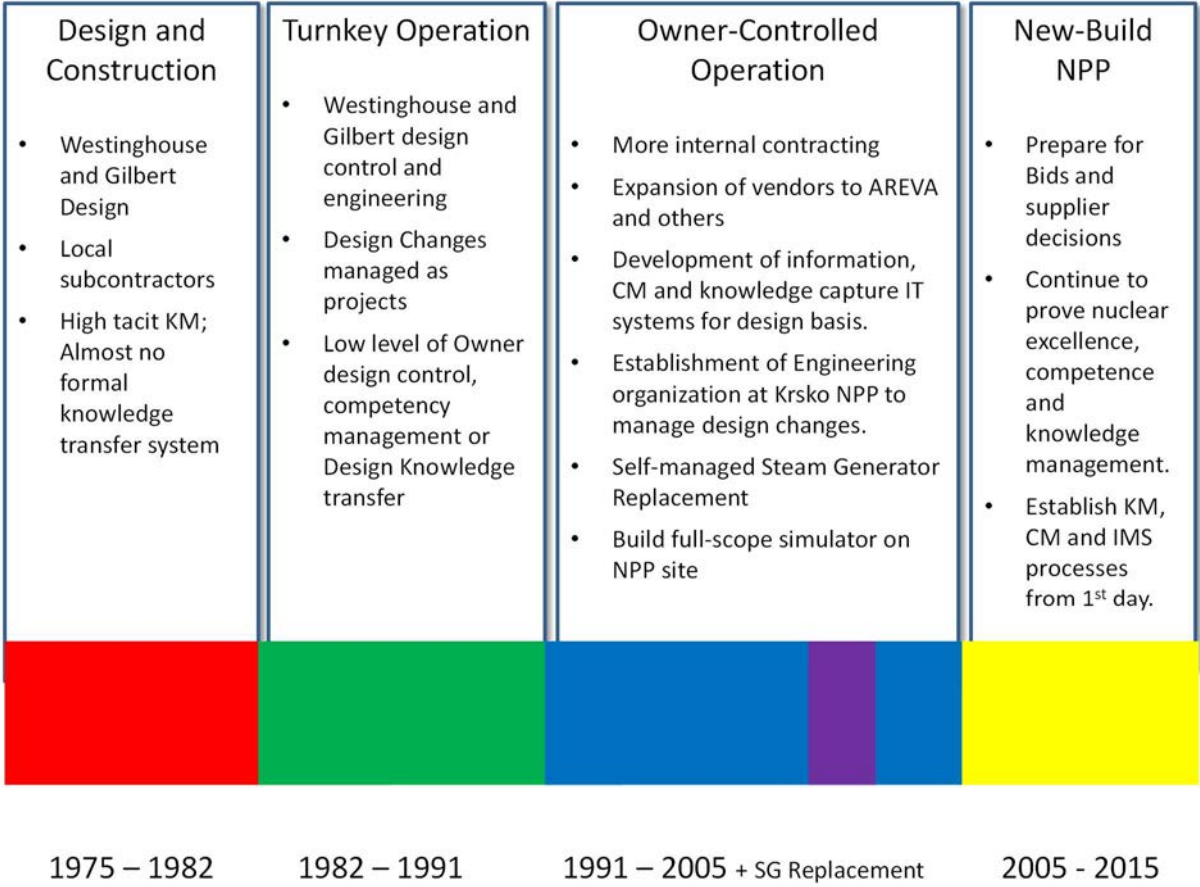 Design and
Construction
• Westinghouse
and Gilbert
Design
• Local
subcontractors
• High tacit KM;
Almost no
formal
knowledge
transfer system
Turnkey Operation
• Westinghouse and
Gilbert design
control and
engineering
• Design Changes
managed as
projects
• Low level of Owner
design control,
competency
management or
Design Knowledge
transfer
Owner-Controlled
Operation
• More internal contracting
• Expansion of vendors to AREVA
and others
• Development of information,
CM and knowledge capture IT
systems for design basis.
• Establishment of Engineering
organization at Krsko NPP to
manage design changes.
• Self-managed Steam Generator
Replacement
• Build full-scope simulator on
NPP site
New-Build
NPP
• Prepare for
Bids and
supplier
decisions
• Continue to
prove nuclear
excellence,
competence
and
knowledge
management.
• Establish KM,
CM and IMS
processes
from 1st day.
1975 – 1982
1982 – 1991
1991 – 2005 + SG Replacement
2005 - 2015